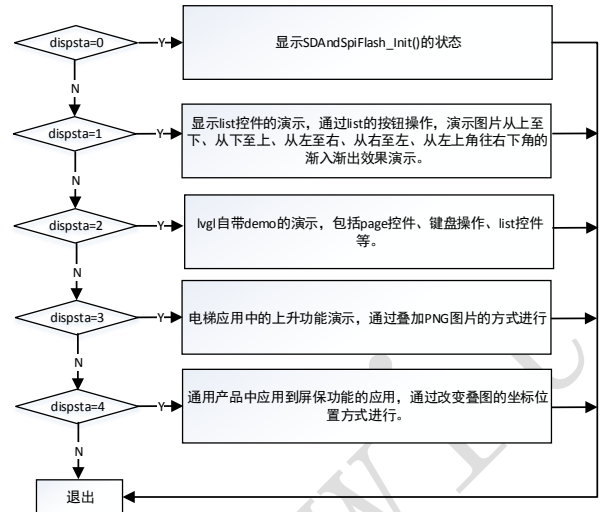 dispsta=0
Y
显示SDAndSpiFlash_Init()的状态
N
dispsta=1
Y
显示list控件的演示，通过list的按钮操作，演示图片从上至
下、从下至上、从左至右、从右至左、从左上角往右下角的
渐入渐出效果演示。
N
dispsta=2
Y
lvgl自带demo的演示，包括page控件、键盘操作、list控件
等。
N
dispsta=3
Y
电梯应用中的上升功能演示，通过叠加PNG图片的方式进行
N
dispsta=4
Y
通用产品中应用到屏保功能的应用，通过改变叠图的坐标位
置方式进行。
N
退出